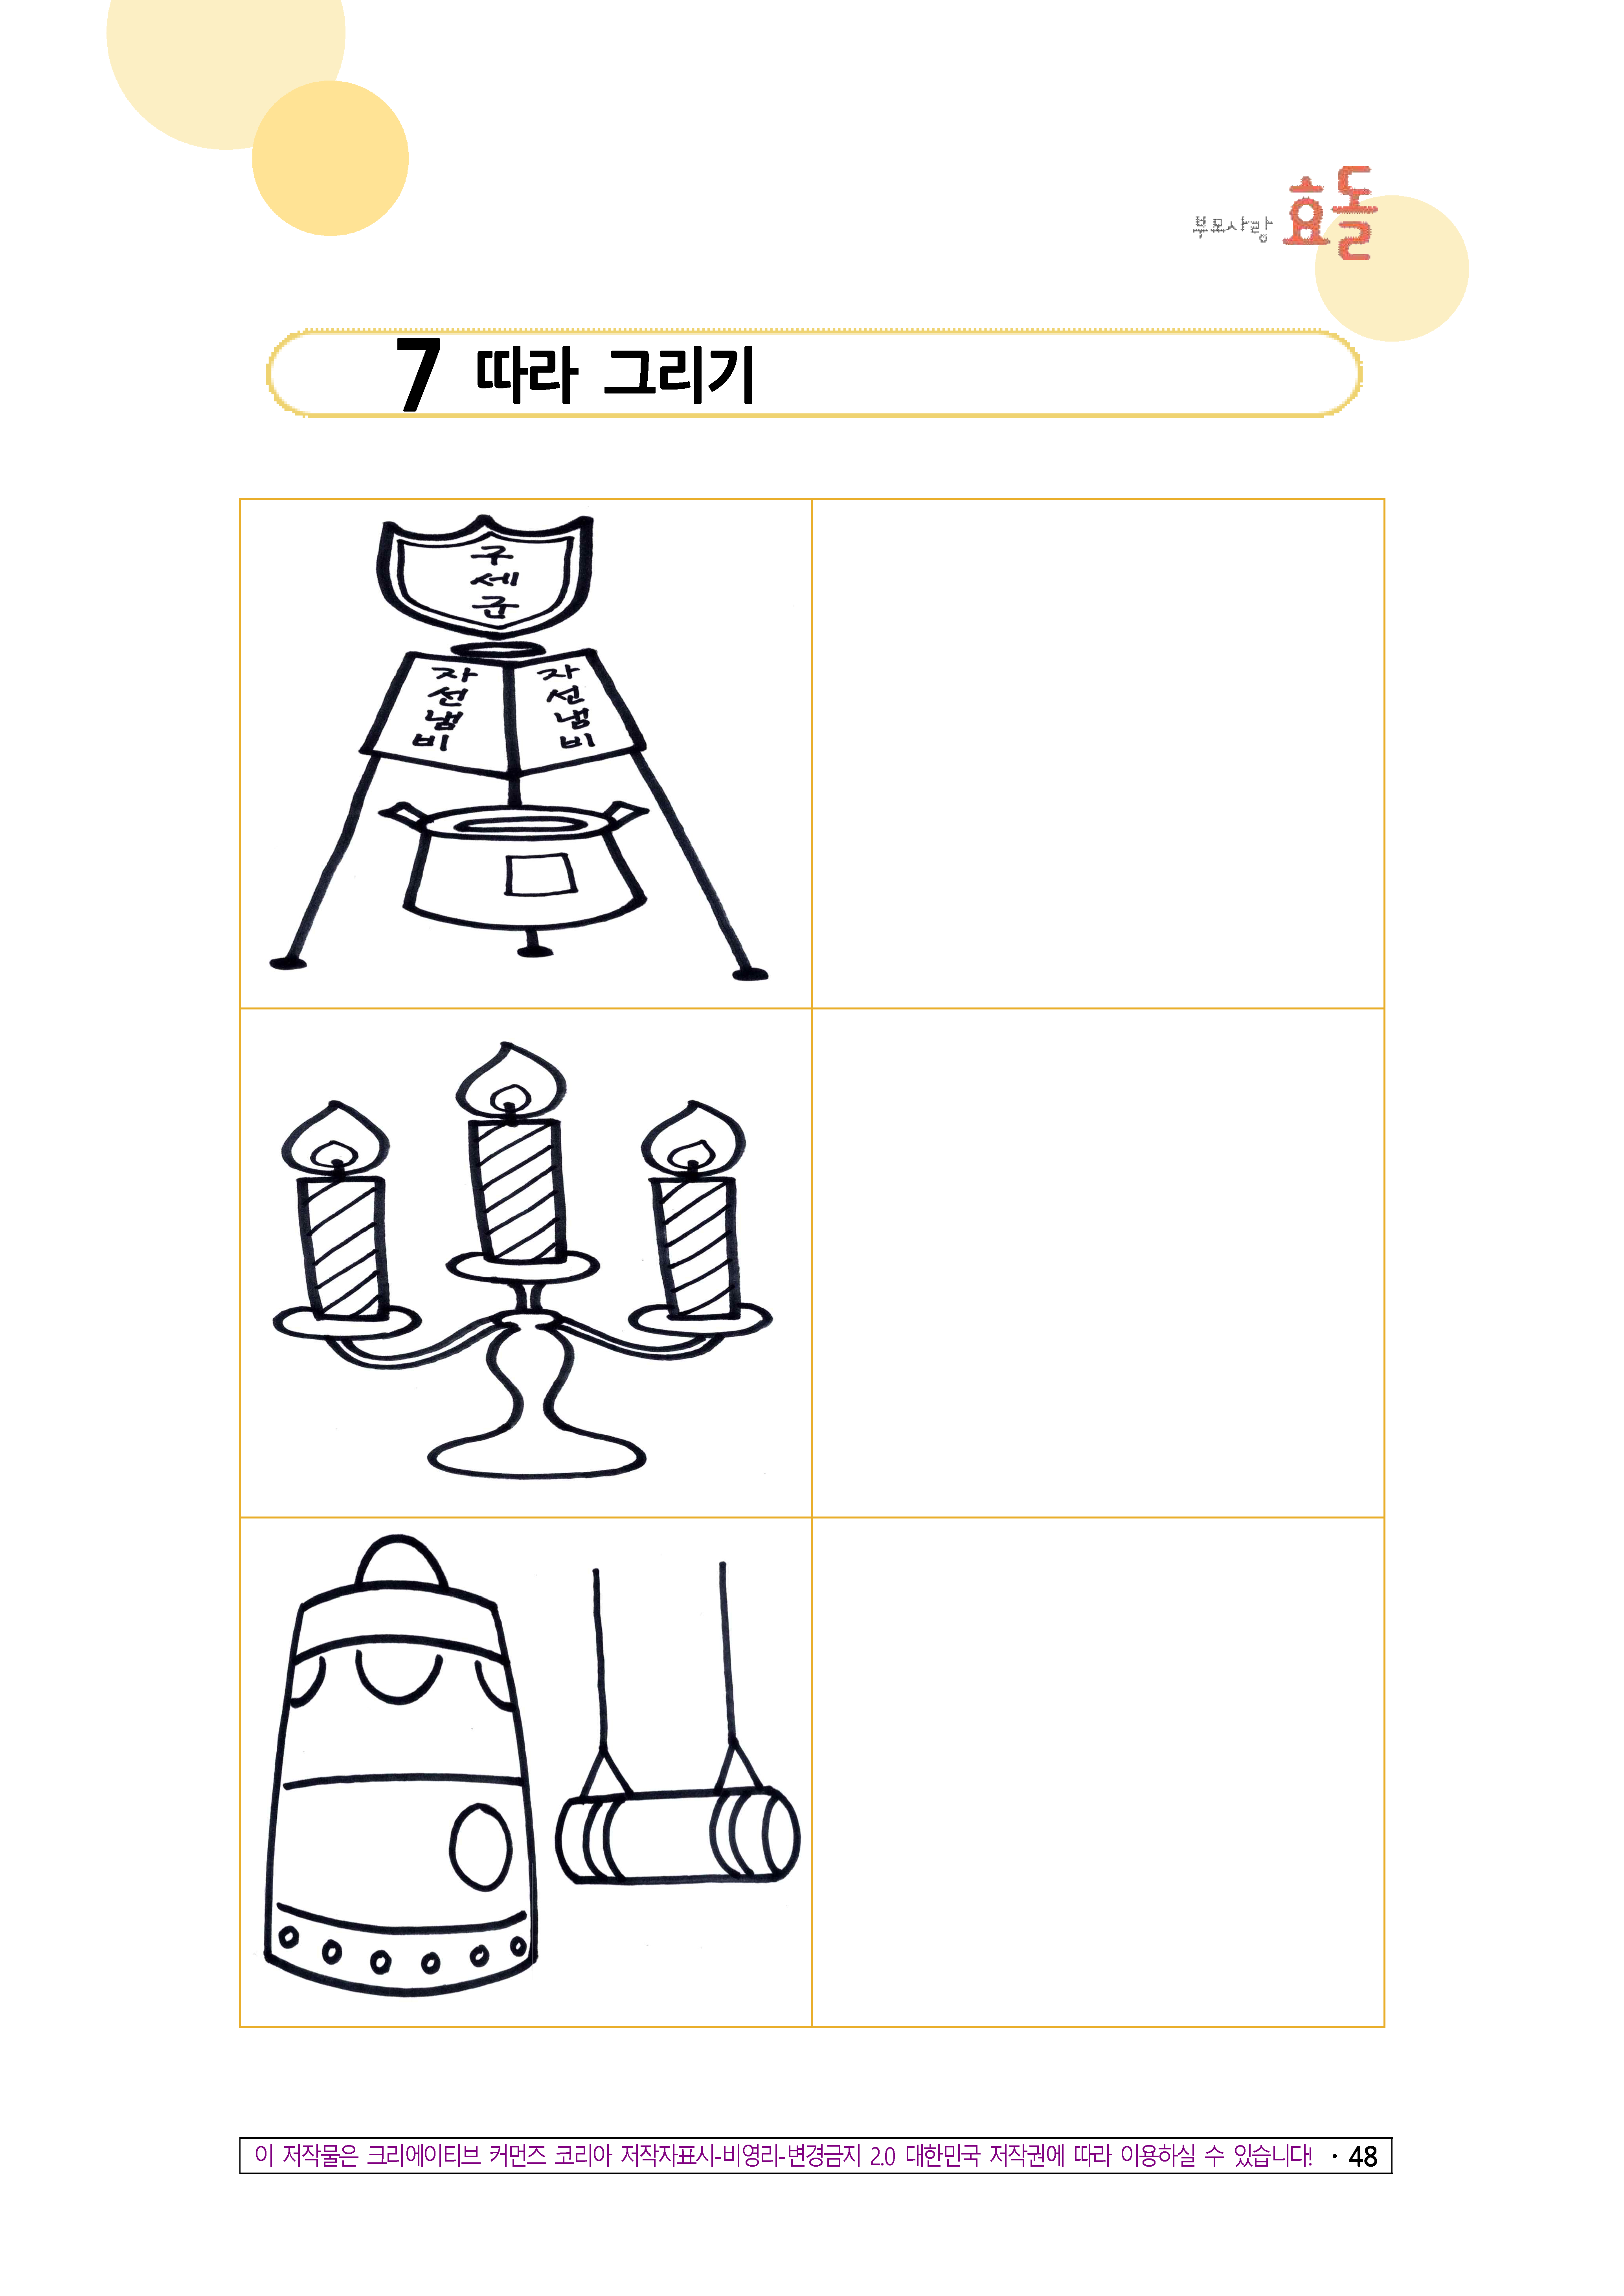 부모사랑 효돌
7 따라 그리기
구
세
군
자
선
냄
비
자
선
냄
비
이 저작물은 크리에이티브 커먼즈 코리아 저작자표시-비영리-변경금지 2.0 대한민국 저작권에 따라 이용하실 수 있습니다! · 48